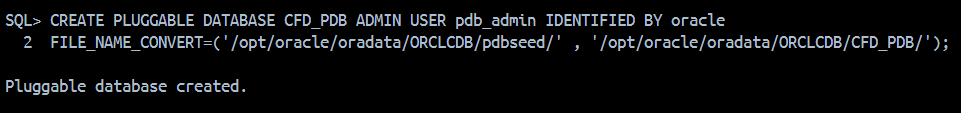 SQL> CREATE PLUGGABLE DATABASE CFD_PDB ADMIN USER pdb_admin IDENTIFIED BY oracle
  2  FILE_NAME_CONVERT=('/opt/oracle/oradata/ORCLCDB/pdbseed/' , '/opt/oracle/oradata/ORCLCDB/CFD_PDB/');
Pluggable database created.